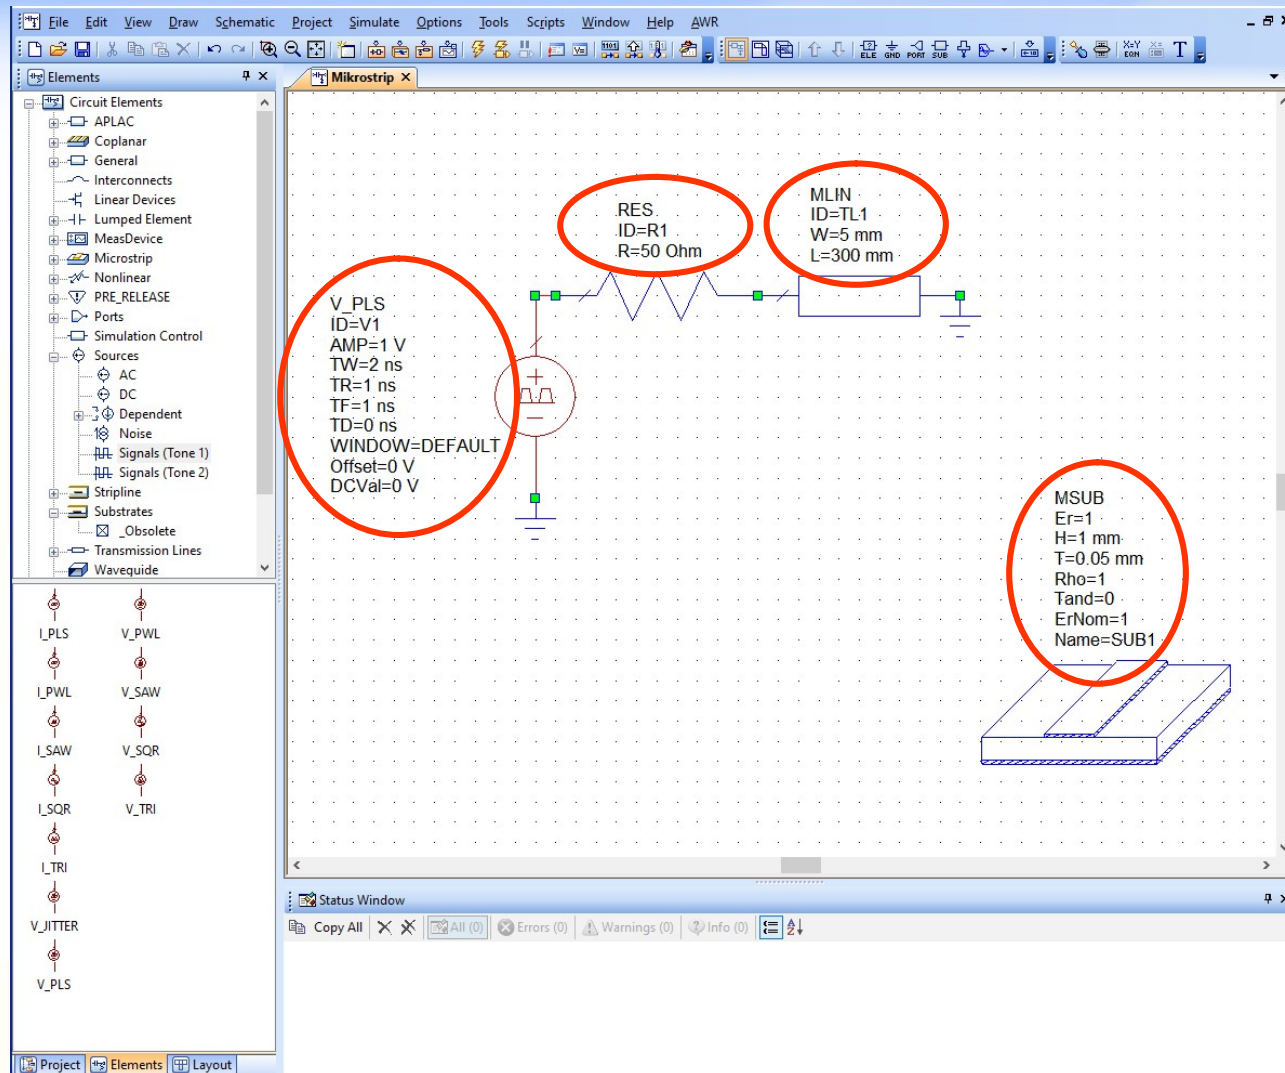 File Edit View Draw Schematic Project Simulate Options Tools Scripts Window Help AWR
ELE GND PORT SUB X=Y EQN T
Elements
Circuit Elements
APLAC
Coplanar
General
Interconnects
Linear Devices
Lumped Element
MeasDevice
Microstrip
Nonlinear
PRE_RELEASE
Ports
Simulation Control
Sources
AC
DC
Dependent
Noise
Signals (Tone 1)
Signals (Tone 2)
Stripline
Substrates
_Obsolete
Transmission Lines
Waveguide
I_PLS V_PWL
I_PWL V_SAW
I_SAW V_SQR
I_SQR V_TRI
I_TRI
V_JITTER
V_PLS
Project Elements Layout
Mikrostrip
RES
ID=R1
R=50 Ohm
MLIN
ID=TL1
W=5 mm
L=300 mm
V_PLS
ID=V1
AMP=1 V
TW=2 ns
TR=1 ns
TF=1 ns
TD=0 ns
WINDOW=DEFAULT
Offset=0 V
DCVal=0 V
MSUB
Er=1
H=1 mm
T=0.05 mm
Rho=1
Tand=0
ErNom=1
Name=SUB1
Status Window
Copy All All (0) Errors (0) Warnings (0) Info (0)